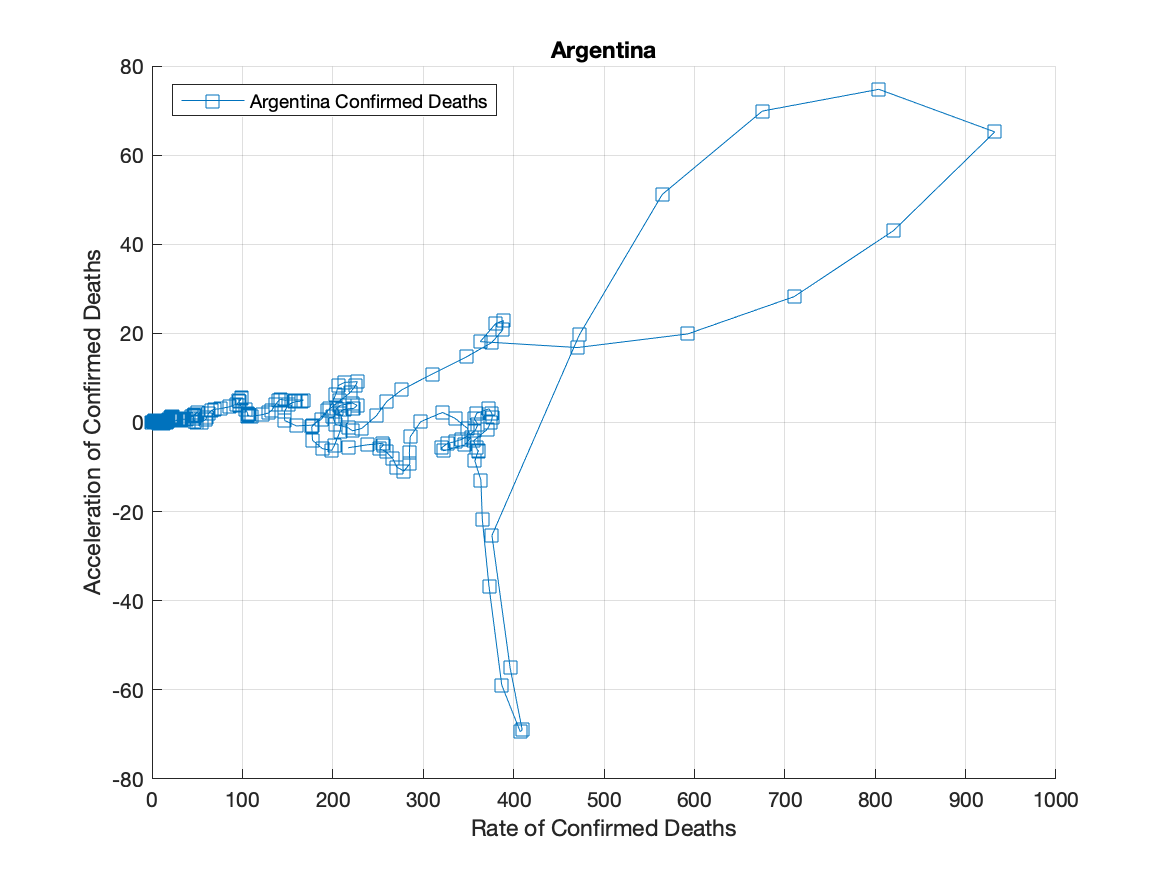 Argentina
Argentina Confirmed Deaths
Acceleration of Confirmed Deaths
80
60
40
20
0
-20
-40
-60
-80
0 100 200 300 400 500 600 700 800 900 1000
Rate of Confirmed Deaths